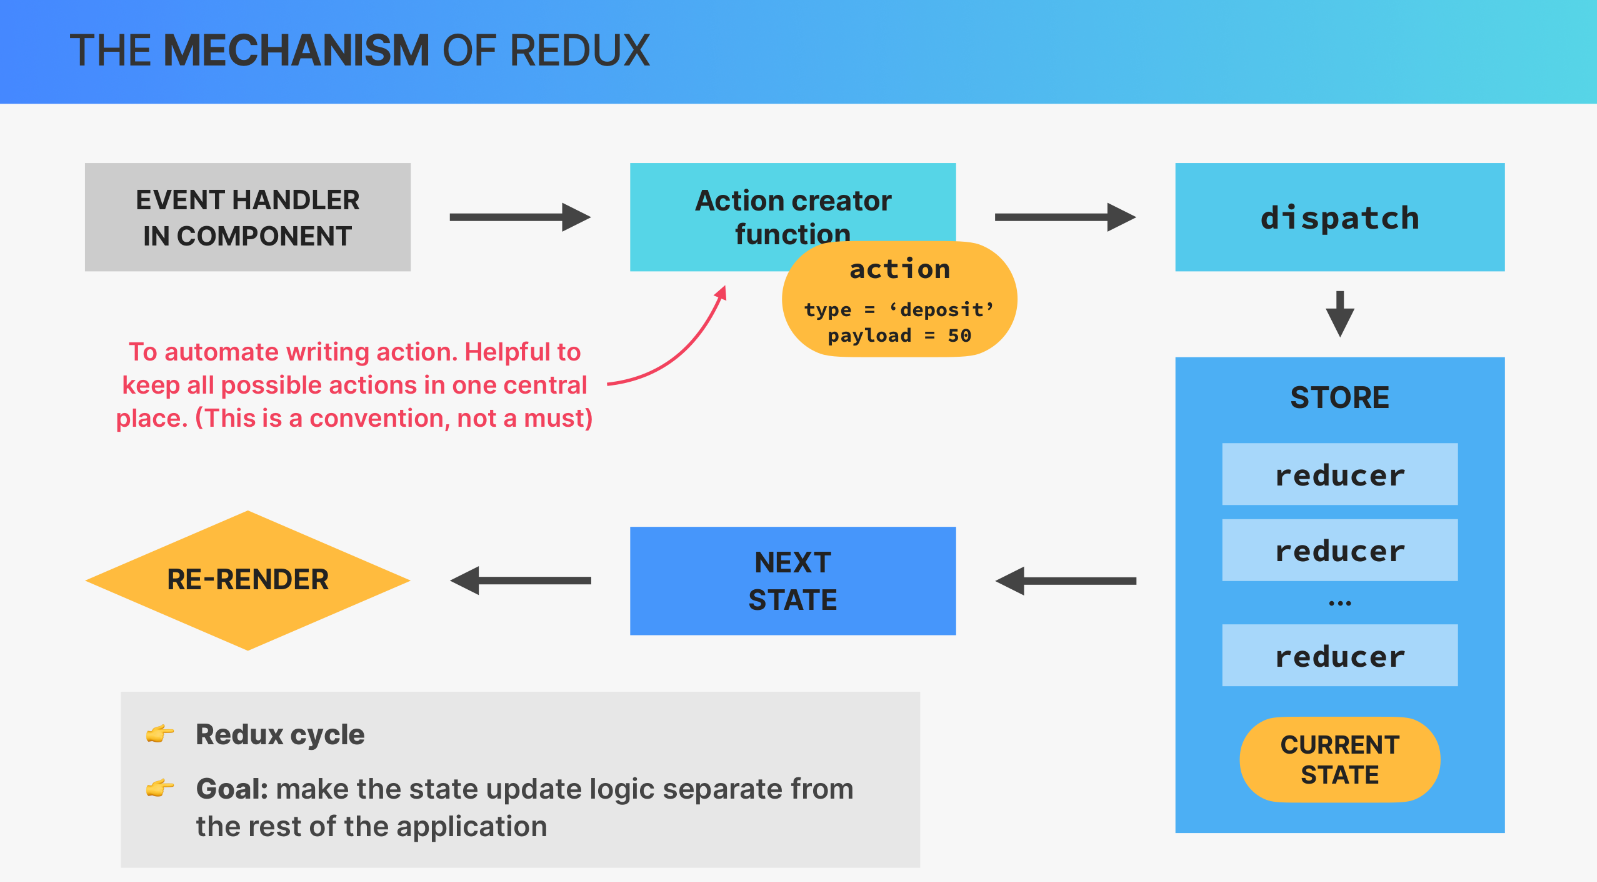 THE MECHANISM OF REDUX
EVENT HANDLER
IN COMPONENT
Action creator
function
action
type = ‘deposit’
payload = 50
dispatch
To automate writing action. Helpful to
keep all possible actions in one central
place. (This is a convention, not a must)
STORE
reducer
reducer
...
reducer
CURRENT
STATE
NEXT
STATE
RE-RENDER
👉 Redux cycle
👉 Goal: make the state update logic separate from
the rest of the application